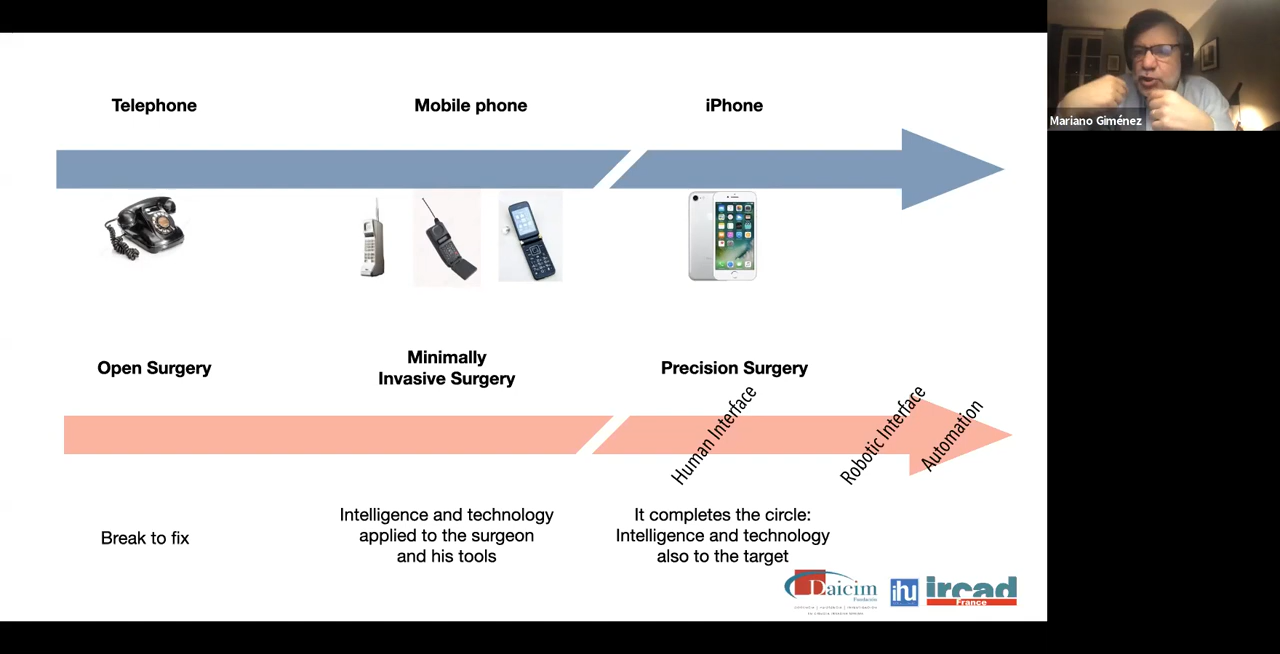 Telephone
Mobile phone
iPhone
Mariano Giménez
Open Surgery
Minimally
Invasive Surgery
Precision Surgery
Human Interface
Robotic Interface
Automation
Break to fix
Intelligence and technology
applied to the surgeon
and his tools
It completes the circle:
Intelligence and technology
also to the target
Daicim
Fundación
ihu
ircad
France